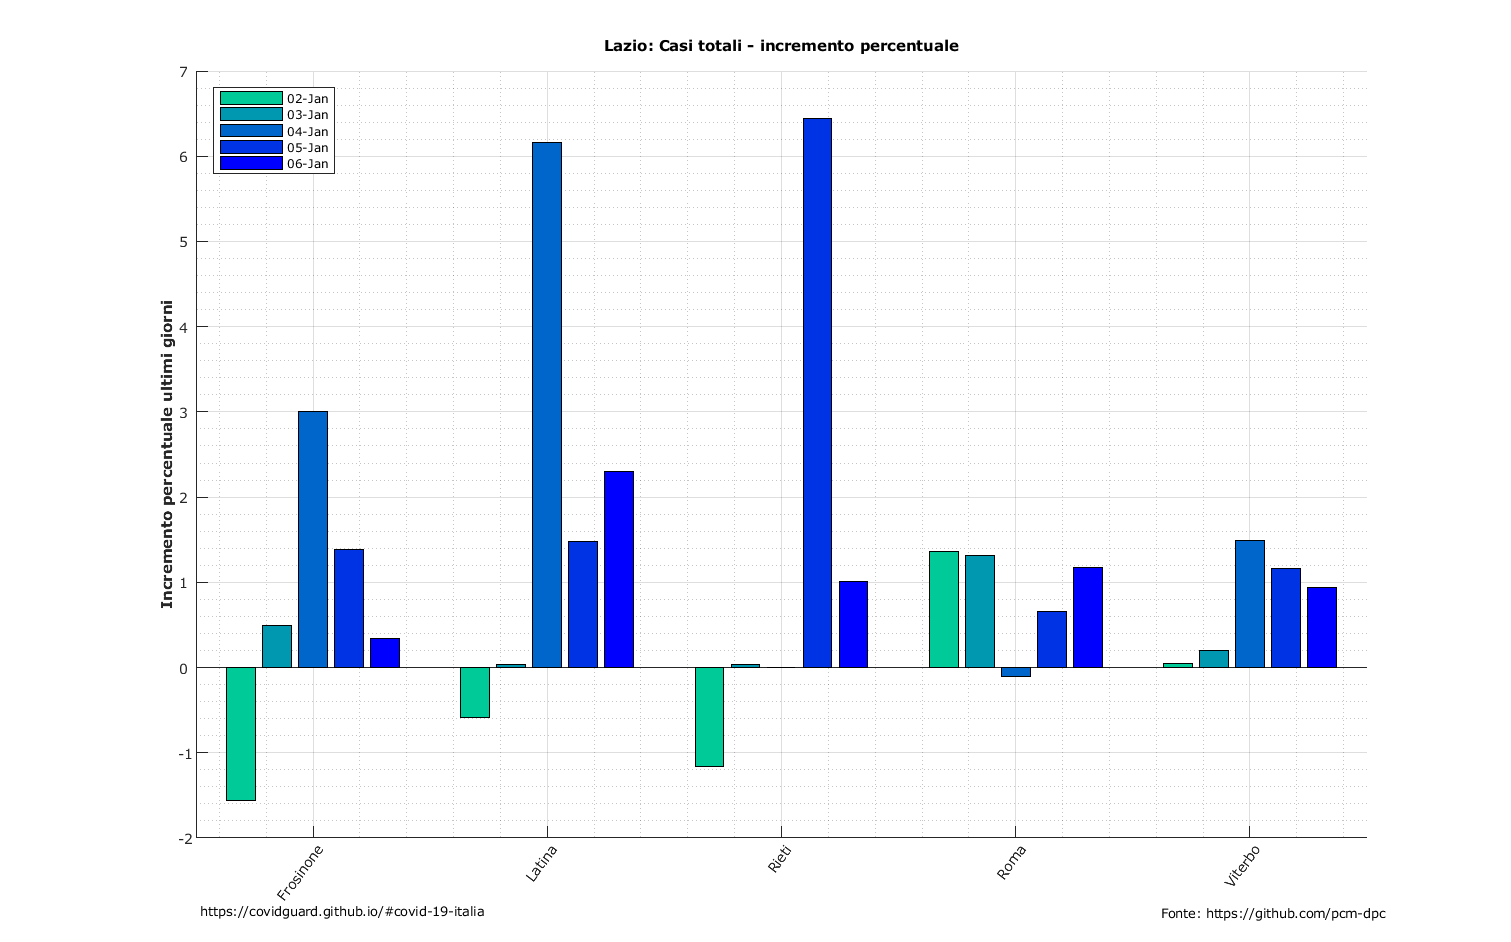 Lazio: Casi totali - incremento percentuale
Incremento percentuale ultimi giorni
7
6
5
4
3
2
1
0
-1
-2
02-Jan
03-Jan
04-Jan
05-Jan
06-Jan
Frosinone
Latina
Rieti
Roma
Viterbo
https://covidguard.github.io/#covid-19-italia
Fonte: https://github.com/pcm-dpc